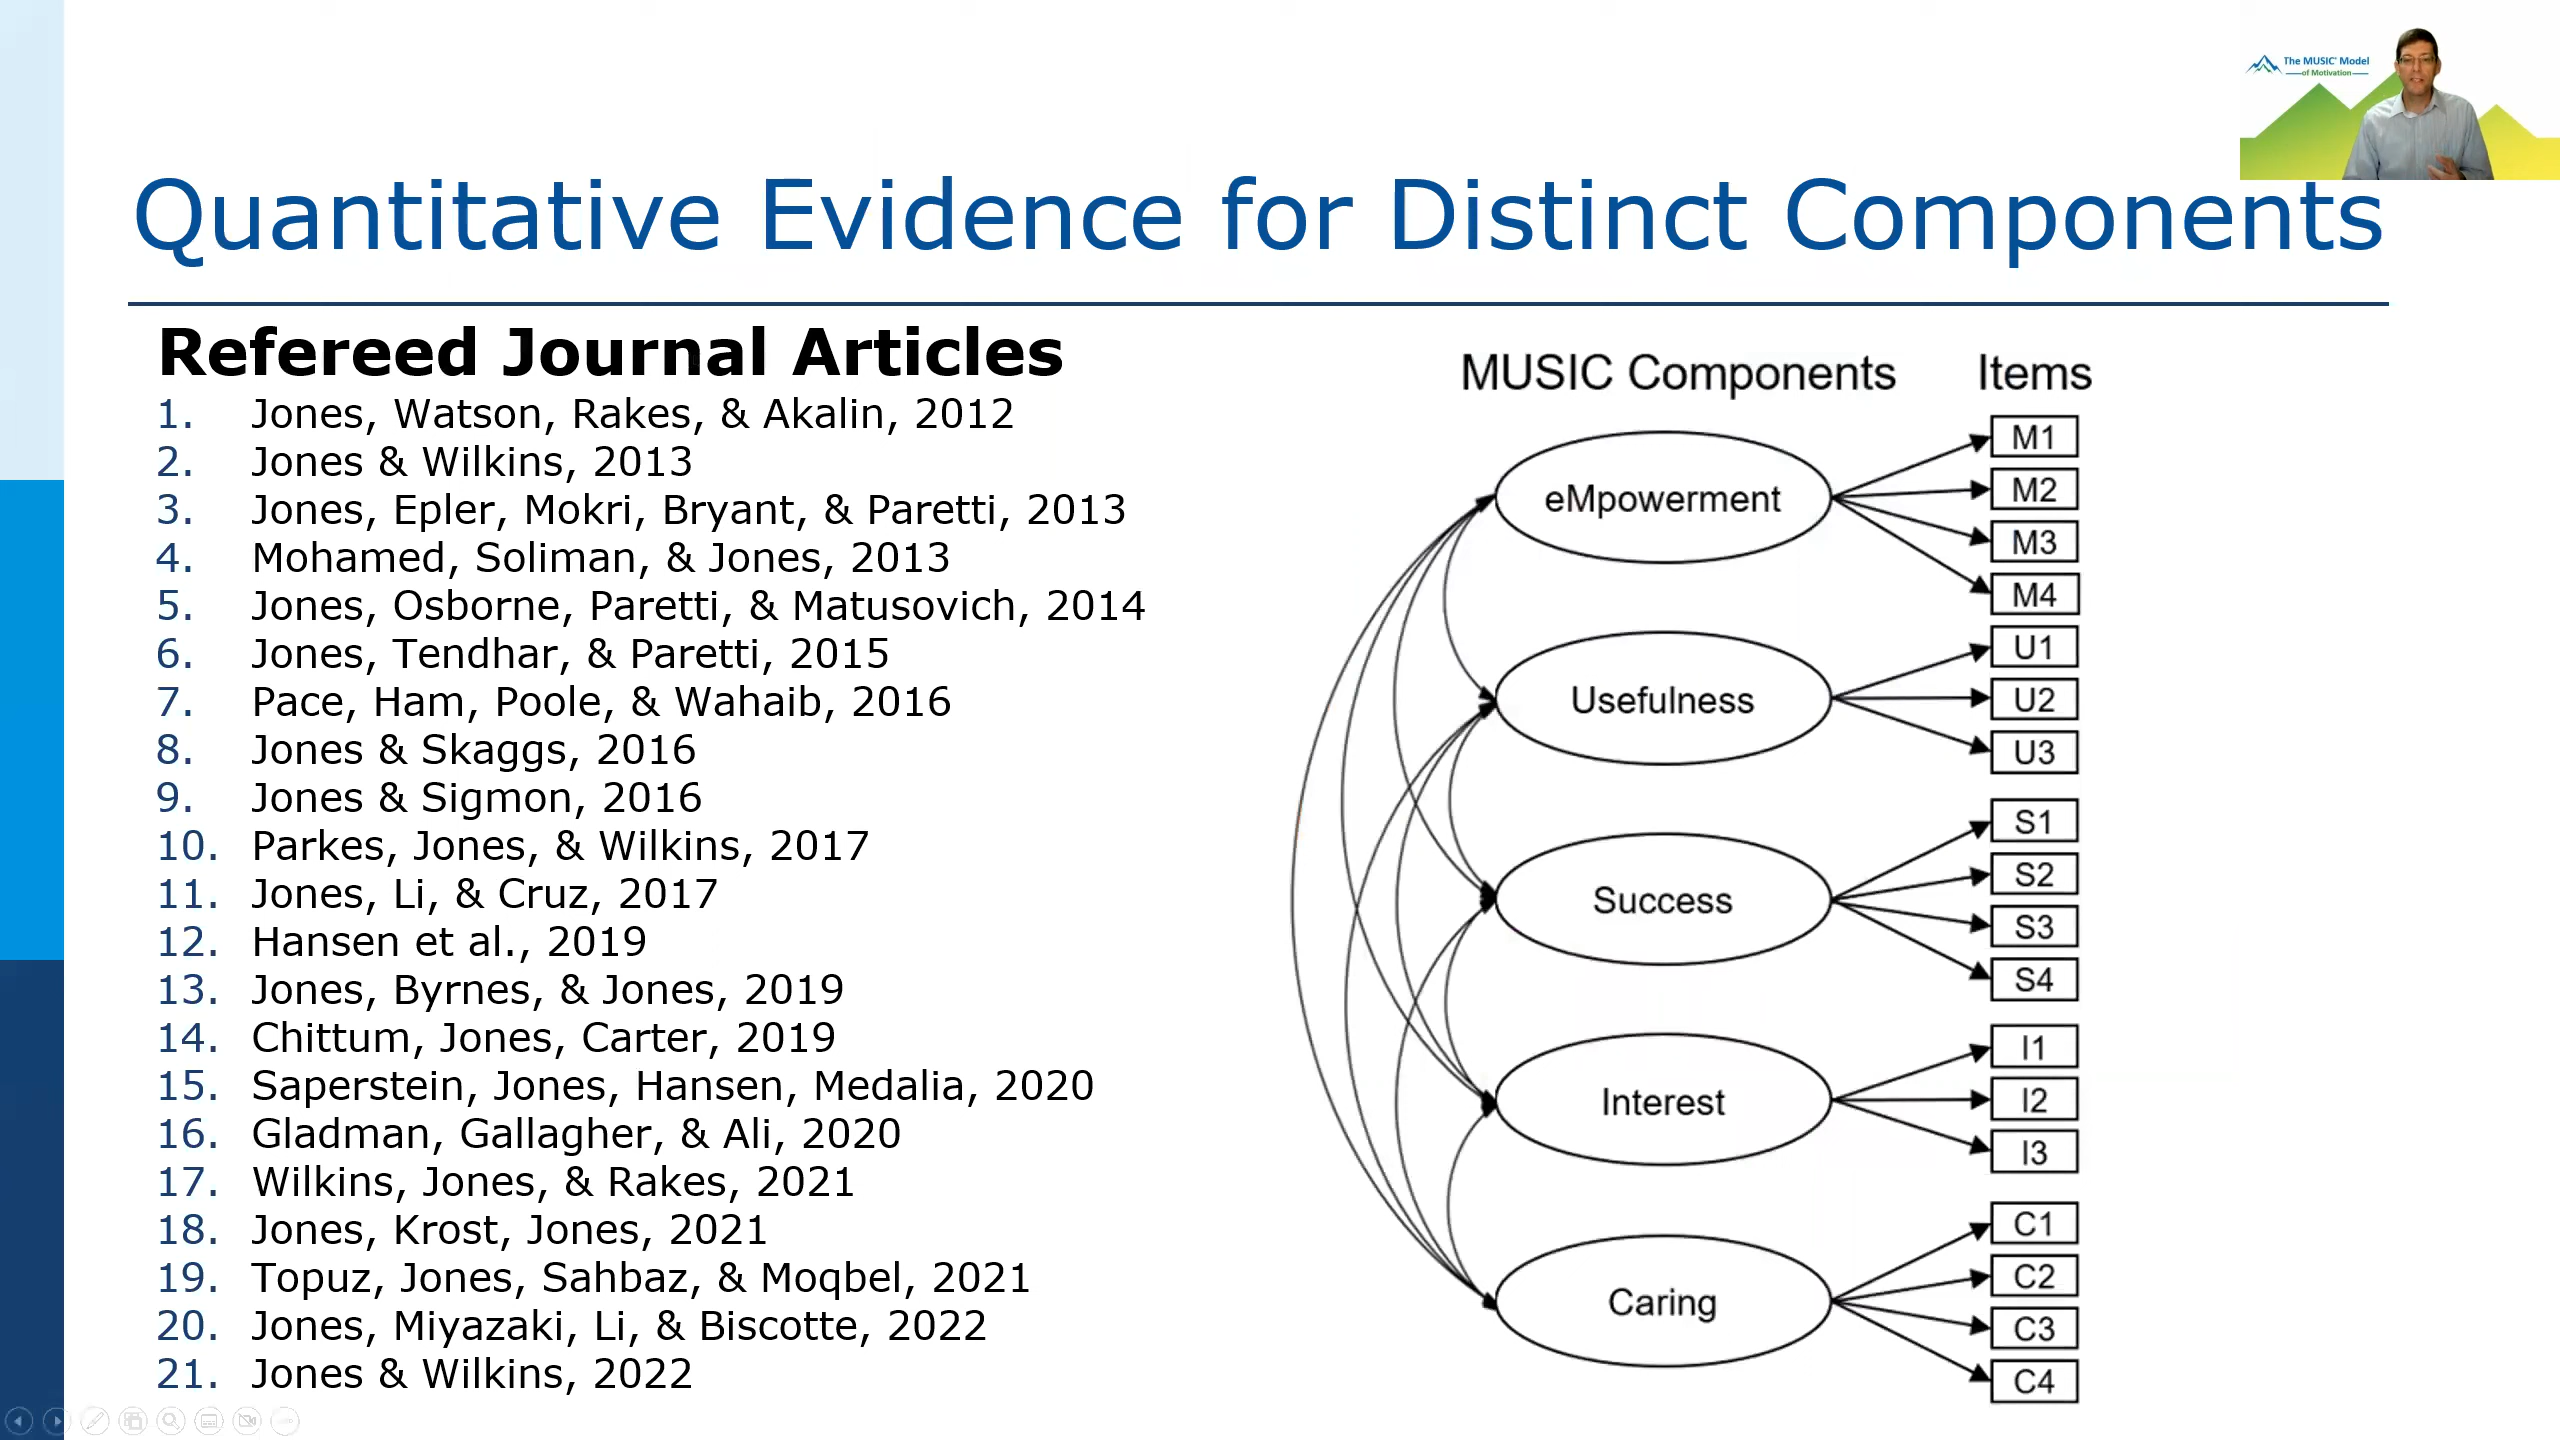 The MUSIC® Model
of Motivation
Quantitative Evidence for Distinct Components
Refereed Journal Articles
1. Jones, Watson, Rakes, & Akalin, 2012
2. Jones & Wilkins, 2013
3. Jones, Epler, Mokri, Bryant, & Paretti, 2013
4. Mohamed, Soliman, & Jones, 2013
5. Jones, Osborne, Paretti, & Matusovich, 2014
6. Jones, Tendhar, & Paretti, 2015
7. Pace, Ham, Poole, & Wahaib, 2016
8. Jones & Skaggs, 2016
9. Jones & Sigmon, 2016
10. Parkes, Jones, & Wilkins, 2017
11. Jones, Li, & Cruz, 2017
12. Hansen et al., 2019
13. Jones, Byrnes, & Jones, 2019
14. Chittum, Jones, Carter, 2019
15. Saperstein, Jones, Hansen, Medalia, 2020
16. Gladman, Gallagher, & Ali, 2020
17. Wilkins, Jones, & Rakes, 2021
18. Jones, Krost, Jones, 2021
19. Topuz, Jones, Sahbaz, & Moqbel, 2021
20. Jones, Miyazaki, Li, & Biscotte, 2022
21. Jones & Wilkins, 2022
MUSIC Components
Items
eMpowerment
M1
M2
M3
M4
Usefulness
U1
U2
U3
Success
S1
S2
S3
S4
Interest
I1
I2
I3
Caring
C1
C2
C3
C4